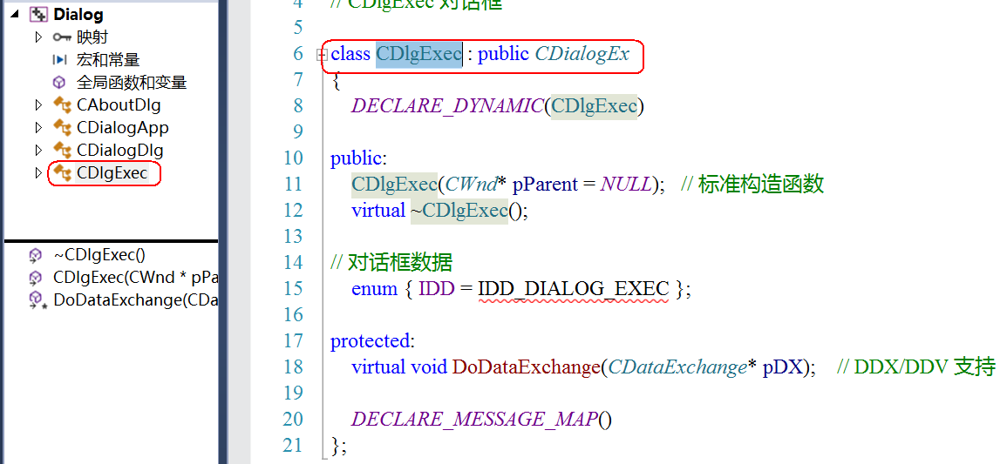 Dialog
映射
宏和常量
全局函数和变量
CAboutDlg
CDialogApp
CDialogDlg
CDlgExec
~CDlgExec()
CDlgExec(CWnd * pPa
DoDataExchange(CDa
4 // CDlgExec 对话框
5
6 class CDlgExec : public CDialogEx
7 {
8 DECLARE_DYNAMIC(CDlgExec)
9
10 public:
11 CDlgExec(CWnd* pParent = NULL); // 标准构造函数
12 virtual ~CDlgExec();
13
14 // 对话框数据
15 enum { IDD = IDD_DIALOG_EXEC };
16
17 protected:
18 virtual void DoDataExchange(CDataExchange* pDX); // DDX/DDV 支持
19
20 DECLARE_MESSAGE_MAP()
21 };